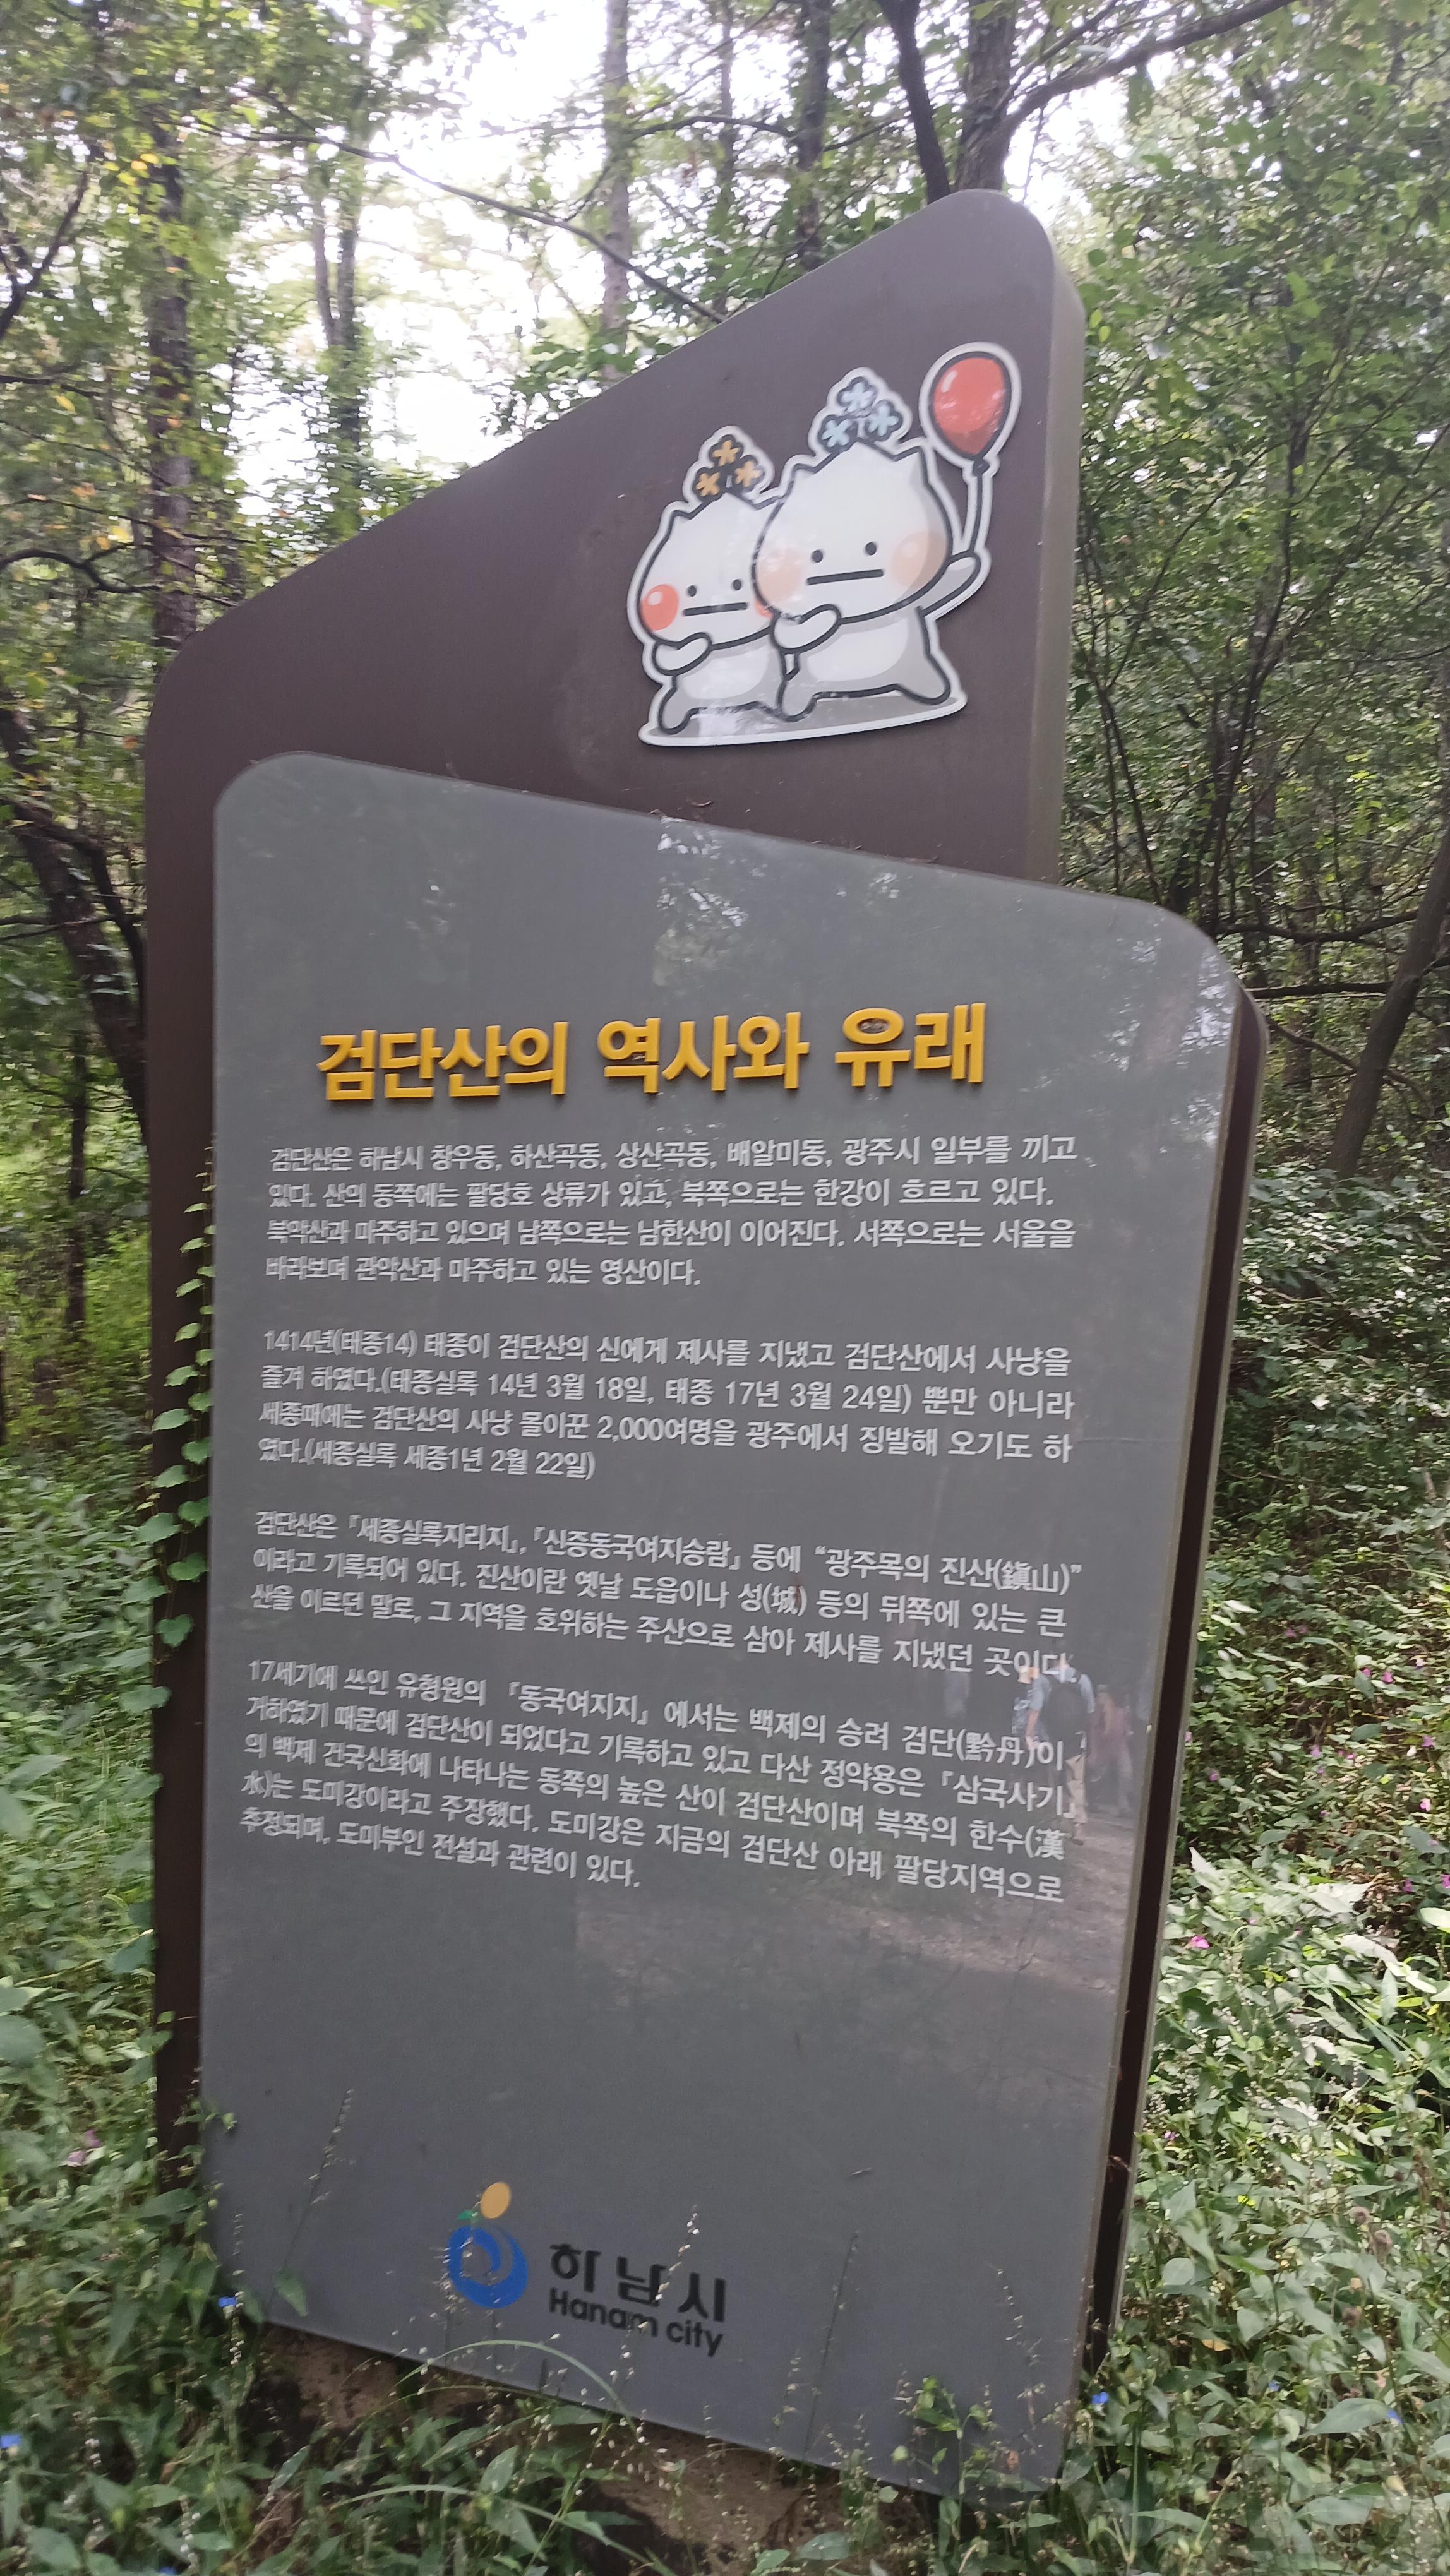 검단산의 역사와 유래
검단산은 하남시 창우동, 하산곡동, 상산곡동, 배알미동, 광주시 일부를 끼고
있다. 산의 동쪽에는 팔당호 상류가 있고, 북쪽으로는 한강이 흐르고 있다.
북악산과 마주하고 있으며 남쪽으로는 남한산이 이어진다. 서쪽으로는 서울을
바라보며 관악산과 마주하고 있는 영산이다.
1414년(태종14) 태종이 검단산의 신에게 제사를 지냈고 검단산에서 사냥을
즐겨 하였다.(태종실록 14년 3월 18일, 태종 17년 3월 24일) 뿐만 아니라
세종때에는 검단산의 사냥 몰이꾼 2,000여명을 광주에서 징발해 오기도 하
였다.(세종실록 세종1년 2월 22일)
검단산은 『세종실록지리지』, 『신증동국여지승람』 등에 “광주목의 진산(鎭山)”
이라고 기록되어 있다. 진산이란 옛날 도읍이나 성(城) 등의 뒤쪽에 있는 큰
산을 이르던 말로, 그 지역을 호위하는 주산으로 삼아 제사를 지냈던 곳이다
17세기에 쓰인 유형원의 『동국여지지』에서는 백제의 승려 검단(黔丹)이
거하였기 때문에 검단산이 되었다고 기록하고 있고 다산 정약용은 『삼국사기』
의 백제 건국신화에 나타나는 동쪽의 높은 산이 검단산이며 북쪽의 한수(漢
水)는 도미강이라고 주장했다. 도미강은 지금의 검단산 아래 팔당지역으로
추정되며, 도미부인 전설과 관련이 있다.
하남시
Hanam city